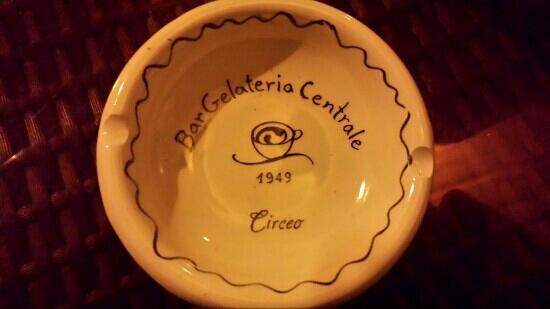 Bar Gelateria Centrale
1949
Circeo